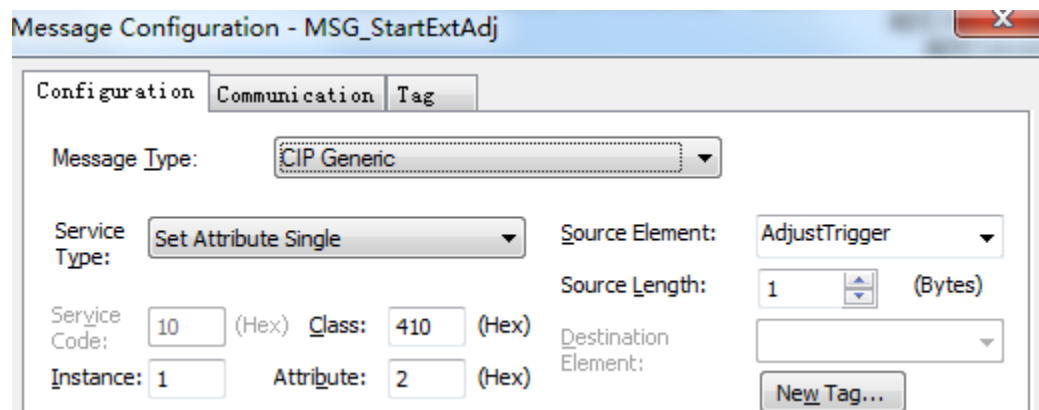 Message Configuration - MSG_StartExtAdj
Configuration Communication Tag
Message Type: CIP Generic
Service Type: Set Attribute Single Source Element: AdjustTrigger
Source Length: 1 (Bytes)
Service Code: 10 (Hex) Class: 410 (Hex) Destination Element:
Instance: 1 Attribute: 2 (Hex)
New Tag...